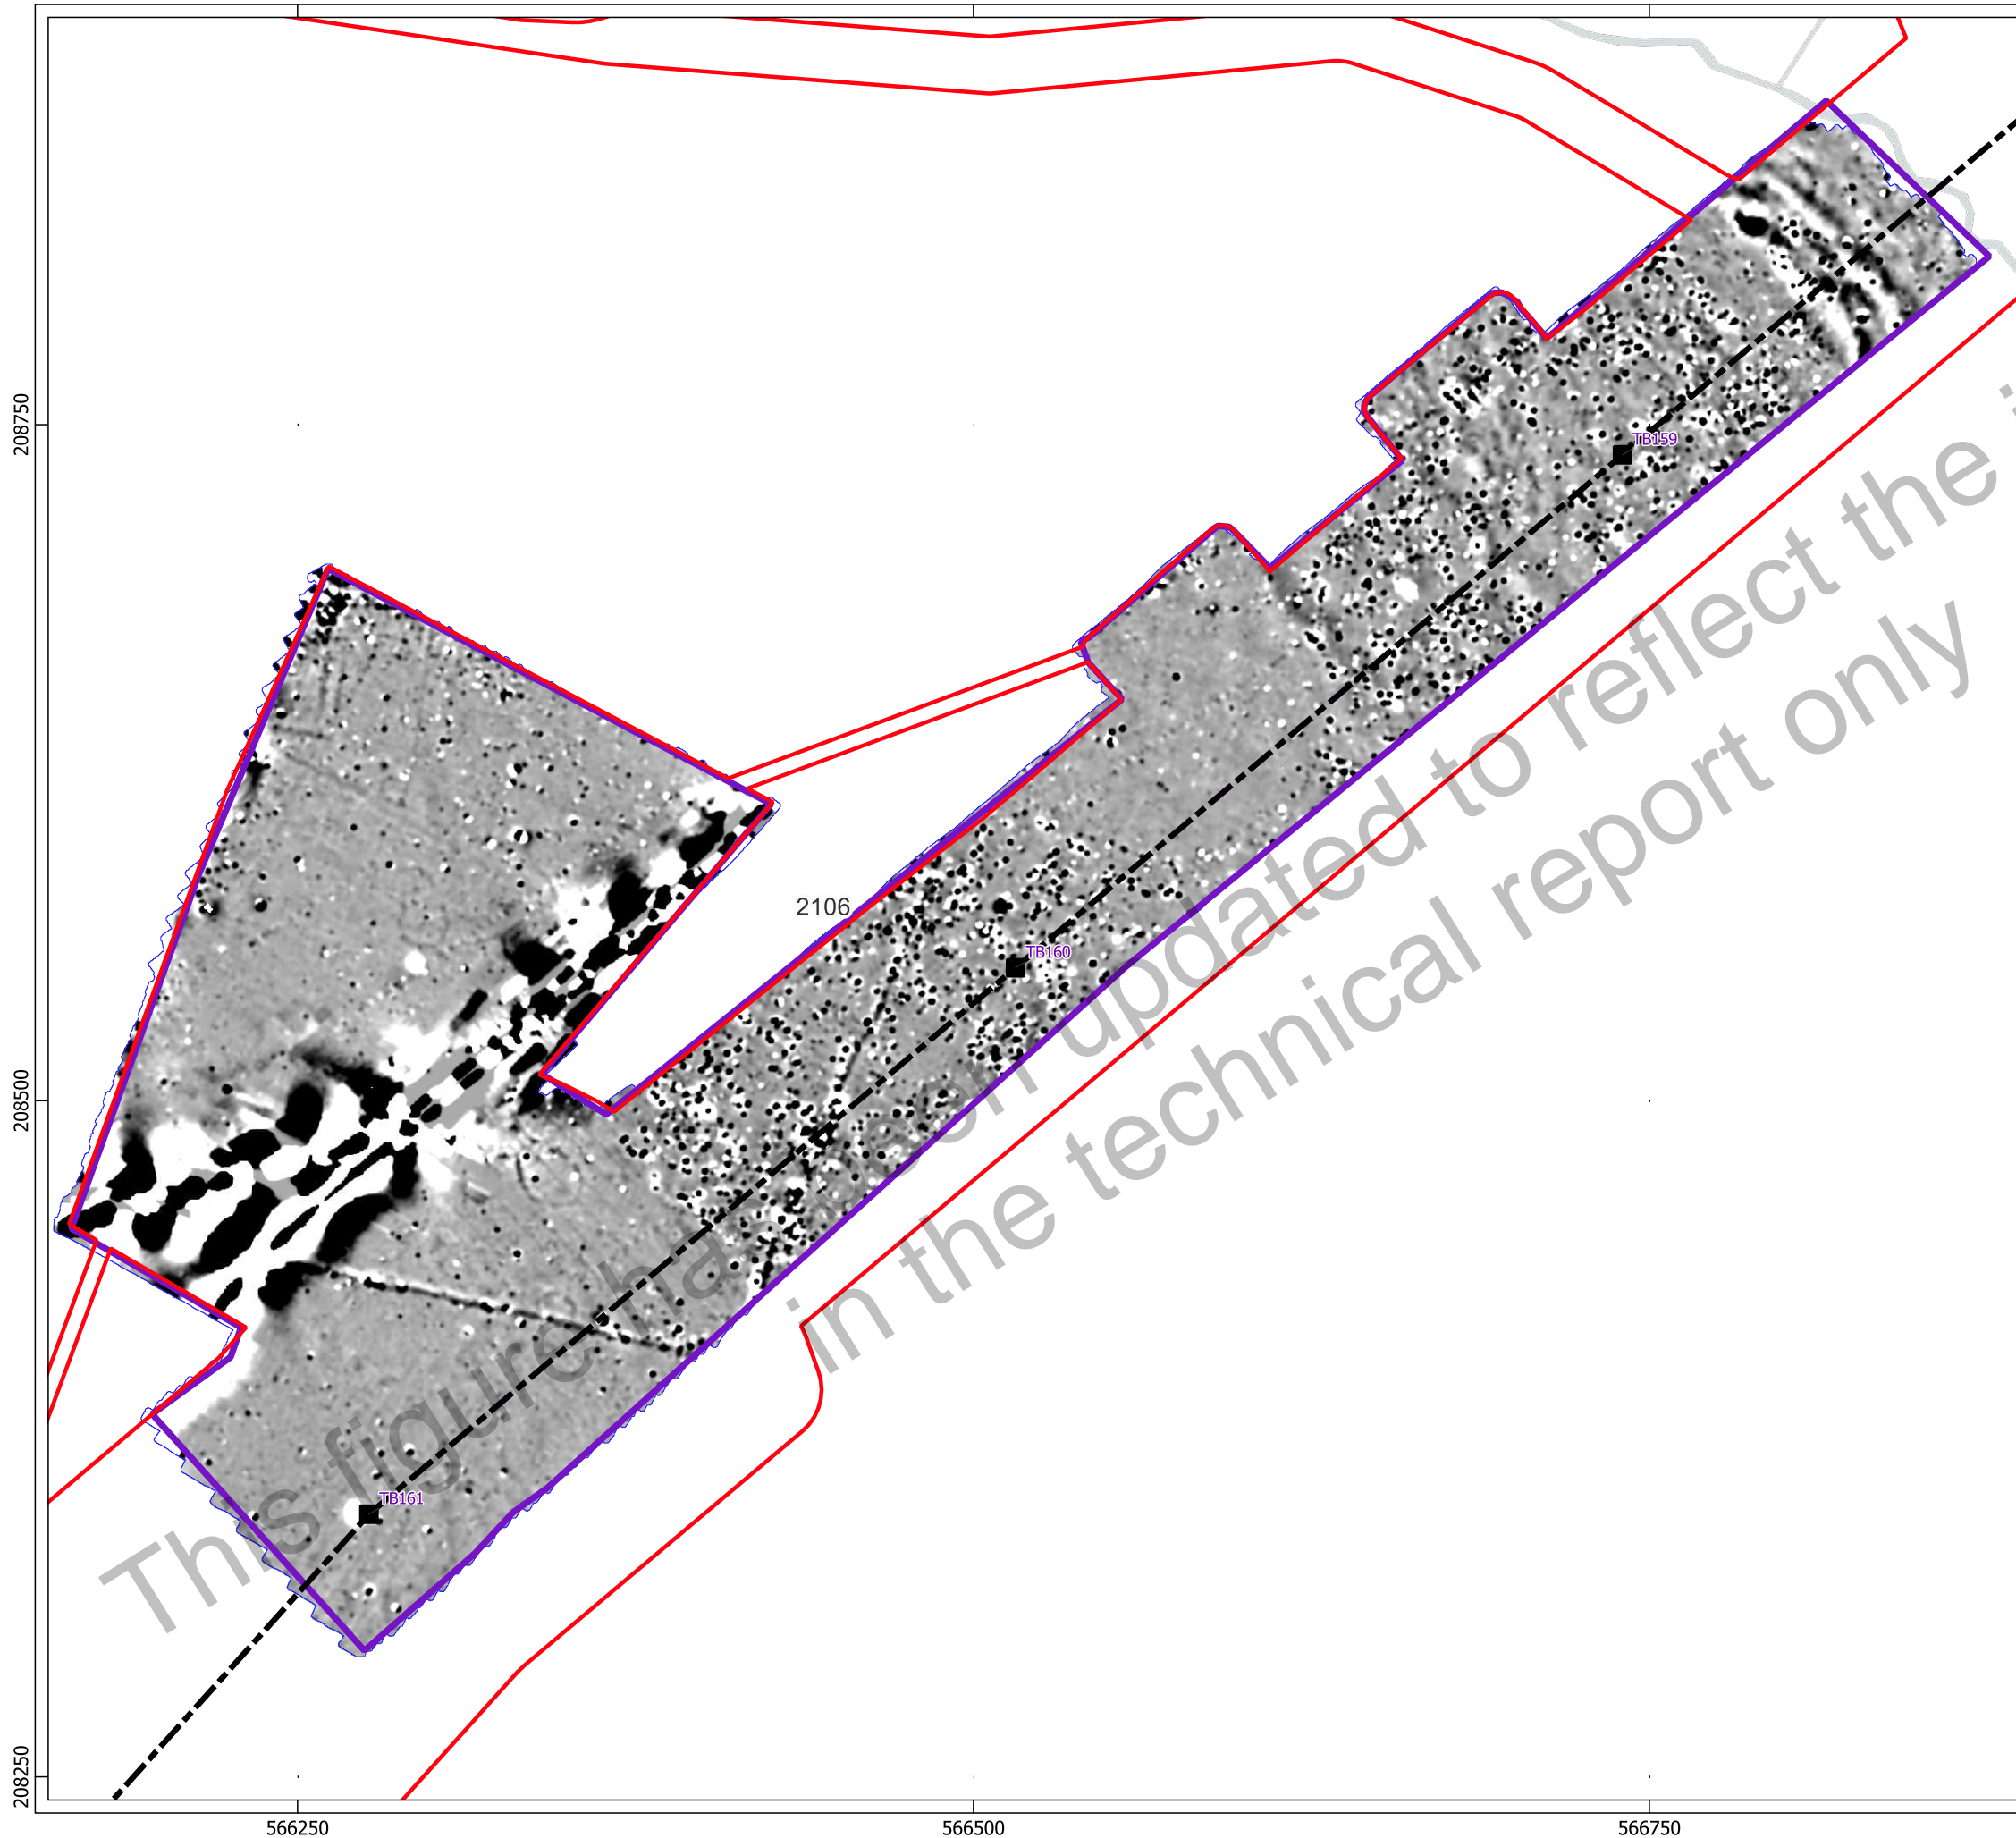 208750
208500
208250
566250
566500
566750
TB159
2106
TB160
TB161
This figure has been updated to reflect the
in the technical report only